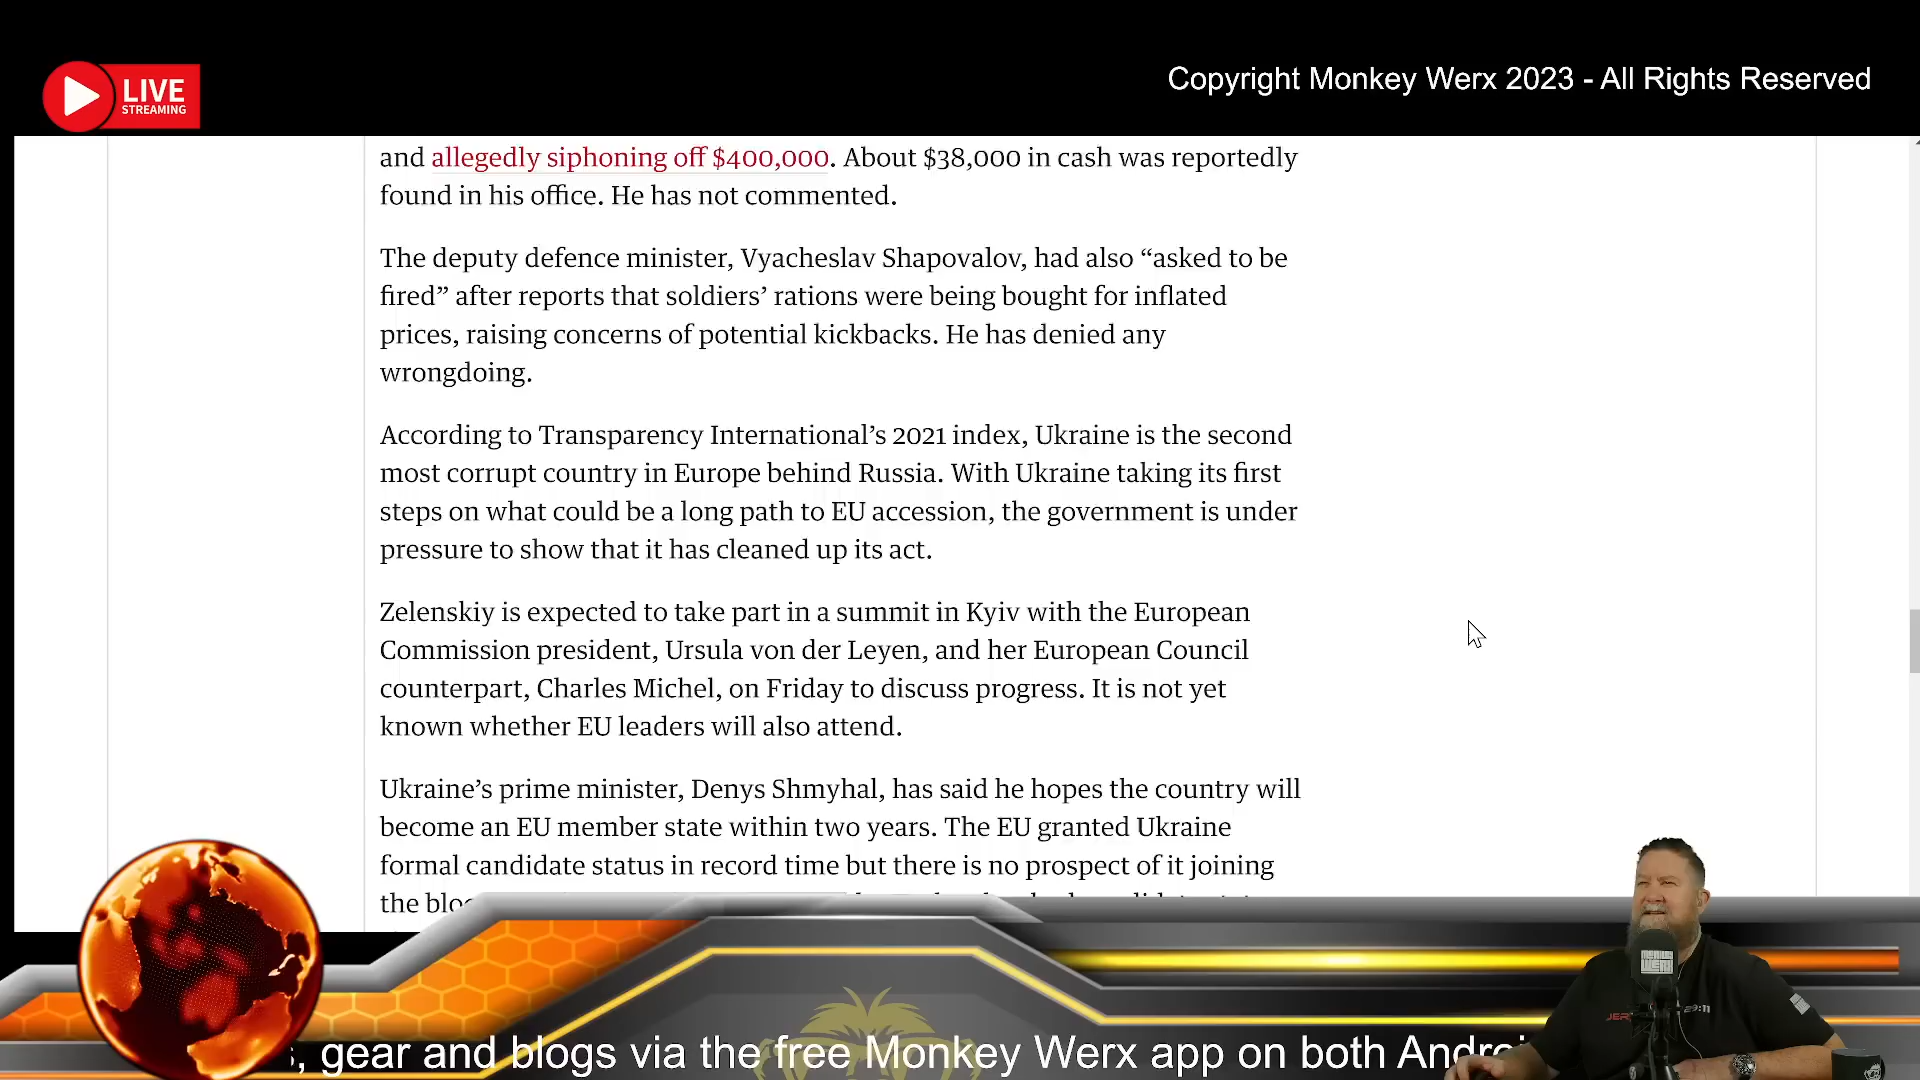 LIVE
STREAMING
Copyright Monkey Werx 2023 - All Rights Reserved
and allegedly siphoning off $400,000. About $38,000 in cash was reportedly
found in his office. He has not commented.
The deputy defence minister, Vyacheslav Shapovalov, had also “asked to be
fired” after reports that soldiers’ rations were being bought for inflated
prices, raising concerns of potential kickbacks. He has denied any
wrongdoing.
According to Transparency International’s 2021 index, Ukraine is the second
most corrupt country in Europe behind Russia. With Ukraine taking its first
steps on what could be a long path to EU accession, the government is under
pressure to show that it has cleaned up its act.
Zelenskiy is expected to take part in a summit in Kyiv with the European
Commission president, Ursula von der Leyen, and her European Council
counterpart, Charles Michel, on Friday to discuss progress. It is not yet
known whether EU leaders will also attend.
Ukraine’s prime minister, Denys Shmyhal, has said he hopes the country will
become an EU member state within two years. The EU granted Ukraine
formal candidate status in record time but there is no prospect of it joining
the
gear and blogs via the free Monkey Werx app on both